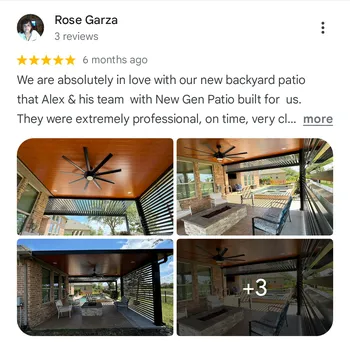 Rose Garza
3 reviews
6 months ago
We are absolutely in love with our new backyard patio
that Alex & his team with New Gen Patio built for us.
They were extremely professional, on time, very cl... more
+3